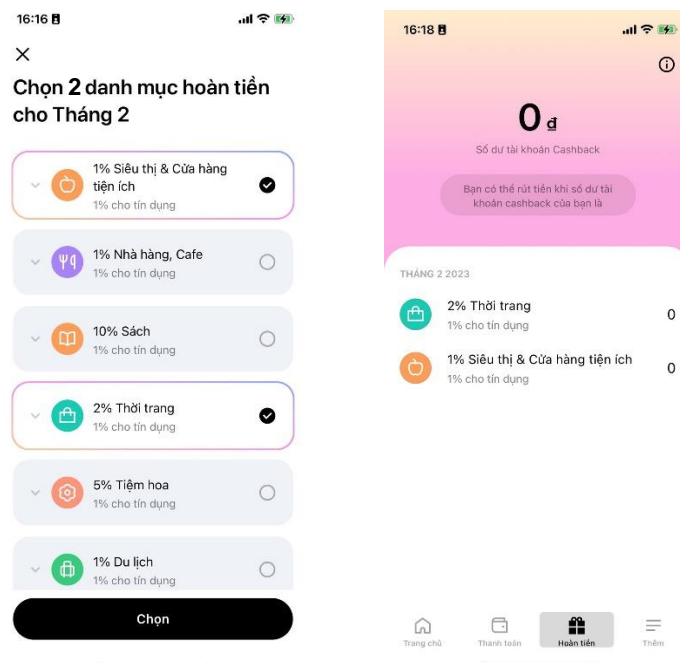 16:16
Chọn 2 danh mục hoàn tiền
cho Tháng 2
1% Siêu thị & Cửa hàng
tiện ích
1% cho tín dụng
1% Nhà hàng, Cafe
1% cho tín dụng
10% Sách
1% cho tín dụng
2% Thời trang
1% cho tín dụng
5% Tiệm hoa
1% cho tín dụng
1% Du lịch
1% cho tín dụng
Chọn
16:18
0 đ
Số dư tài khoản Cashback
Bạn có thể rút tiền khi số dư tài
khoản cashback của bạn là
THÁNG 2 2023
2% Thời trang 0
1% cho tín dụng
1% Siêu thị & Cửa hàng tiện ích 0
1% cho tín dụng
Trang chủ Thanh toán Hoàn tiền Thêm